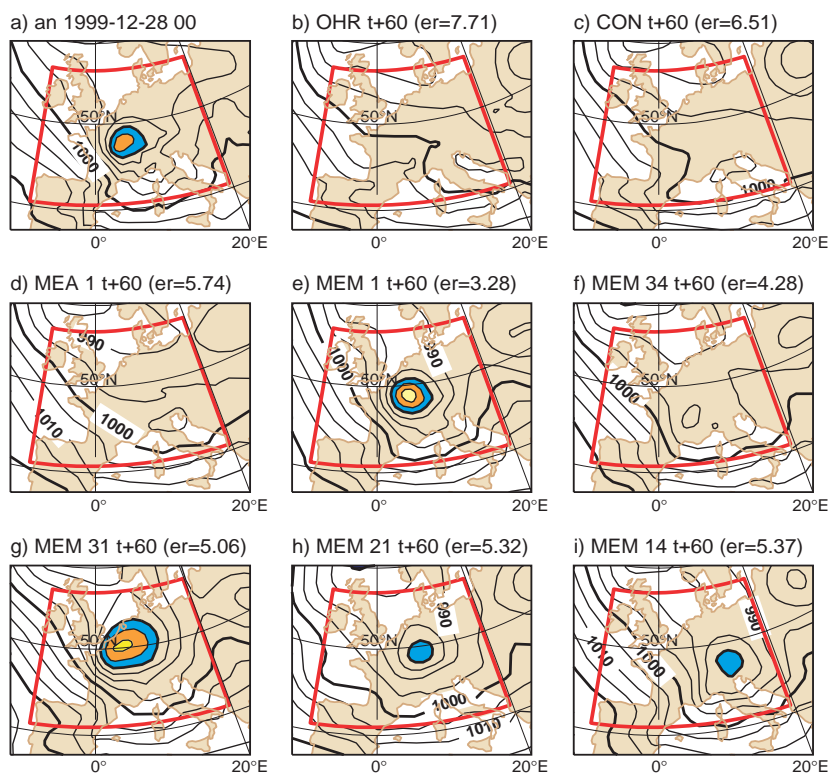 a) an 1999-12-28 00
b) OHR t+60 (er=7.71)
c) CON t+60 (er=6.51)
50°N
1000
50°N
50°N
1000
0°
20°E
0°
20°E
0°
20°E
d) MEA 1 t+60 (er=5.74)
e) MEM 1 t+60 (er=3.28)
f) MEM 34 t+60 (er=4.28)
990
50°N
1010
1000
990
1000
50°N
50°N
1000
0°
20°E
0°
20°E
0°
20°E
g) MEM 31 t+60 (er=5.06)
h) MEM 21 t+60 (er=5.32)
i) MEM 14 t+60 (er=5.37)
50°N
990
50°N
1000
1010
990
50°N
1010
1000
0°
20°E
0°
20°E
0°
20°E